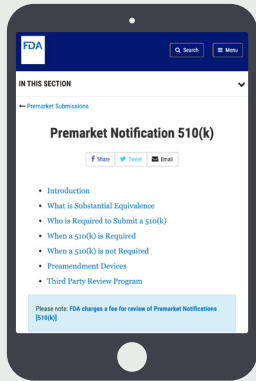 FDA
Search
Menu
IN THIS SECTION
← Premarket Submissions
Premarket Notification 510(k)
Share Tweet Email
• Introduction
• What is Substantial Equivalence
• Who is Required to Submit a 510(k)
• When a 510(k) is Required
• When a 510(k) is not Required
• Preamendment Devices
• Third Party Review Program
Please note: FDA charges a fee for review of Premarket Notifications
[510(k)]